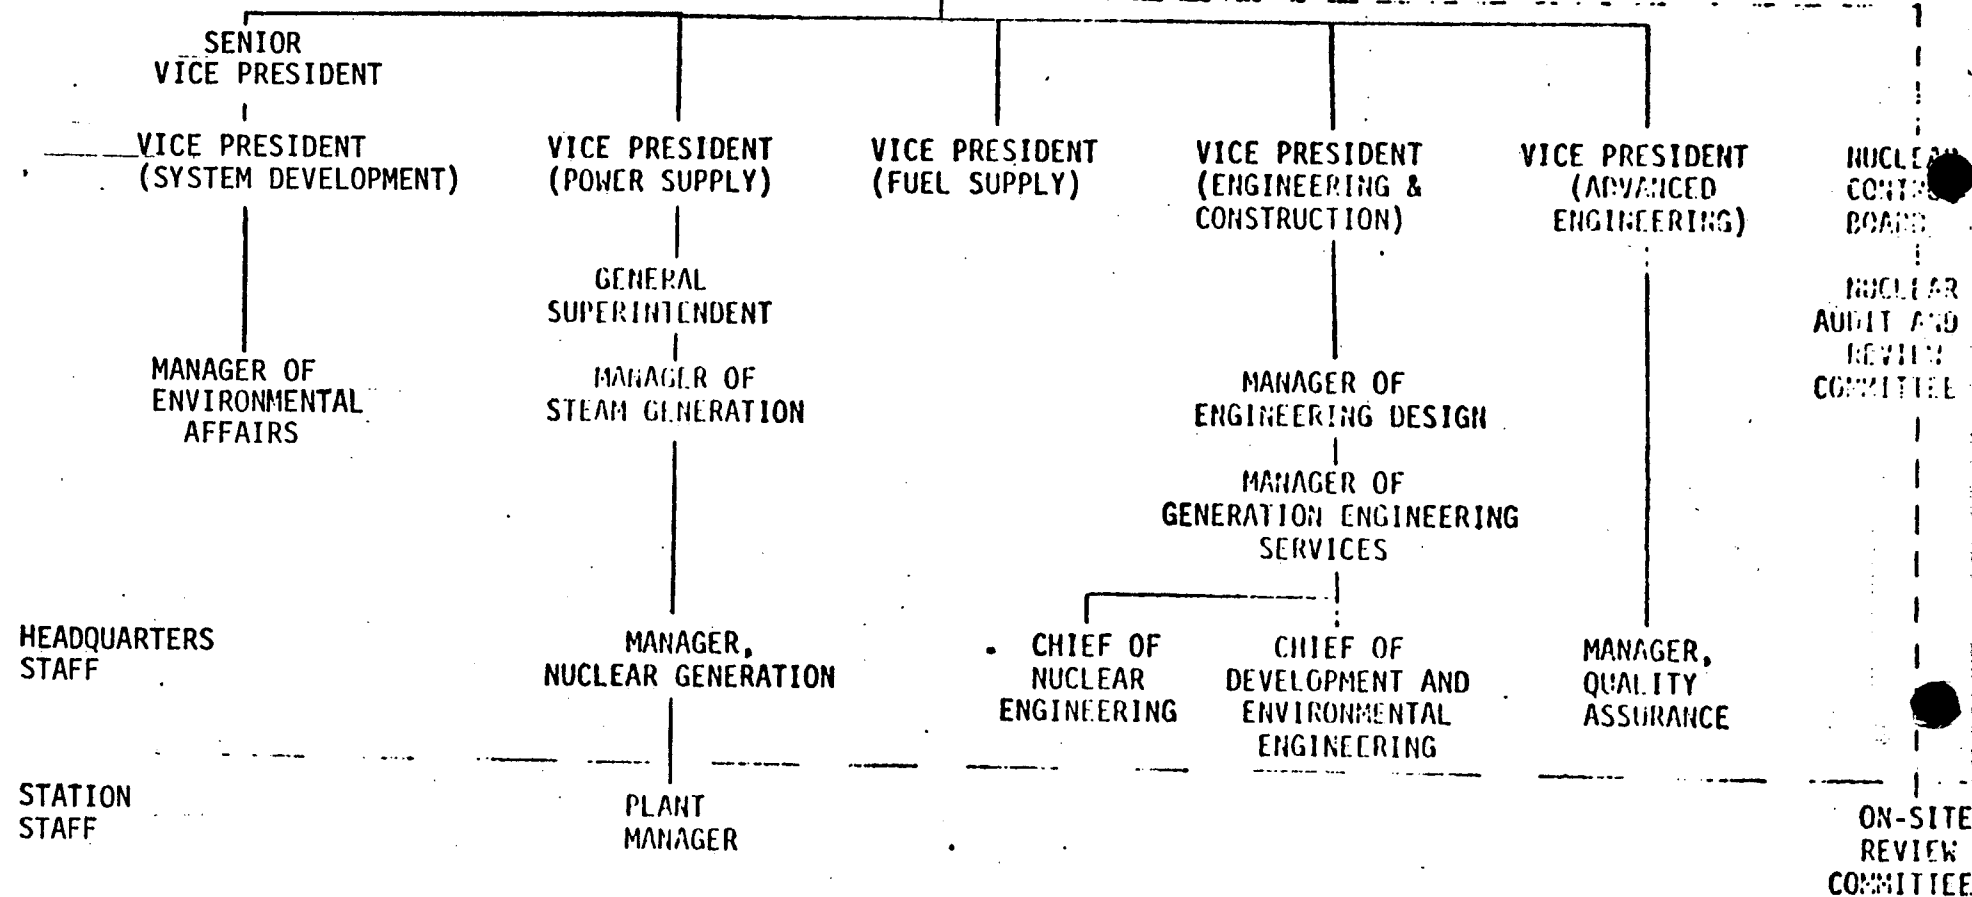 SENIOR
VICE PRESIDENT
VICE PRESIDENT
(SYSTEM DEVELOPMENT)
VICE PRESIDENT
(POWER SUPPLY)
VICE PRESIDENT
(FUEL SUPPLY)
VICE PRESIDENT
(ENGINEERING &
CONSTRUCTION)
VICE PRESIDENT
(ADVANCED
ENGINEERING)
NUCLEAR
BOARD
GENERAL
SUPERINTENDENT
NUCLEAR
AUDIT AND
REVIEW
COMMITTEE
MANAGER OF
ENVIRONMENTAL
AFFAIRS
MANAGER OF
STEAM GENERATION
MANAGER OF
ENGINEERING DESIGN
MANAGER OF
GENERATION ENGINEERING
SERVICES
HEADQUARTERS
STAFF
MANAGER,
NUCLEAR GENERATION
CHIEF OF
NUCLEAR
ENGINEERING
CHIEF OF
DEVELOPMENT AND
ENVIRONMENTAL
ENGINEERING
MANAGER,
QUALITY
ASSURANCE
STATION
STAFF
PLANT
MANAGER
ON-SITE
REVIEW
COMMITTEE